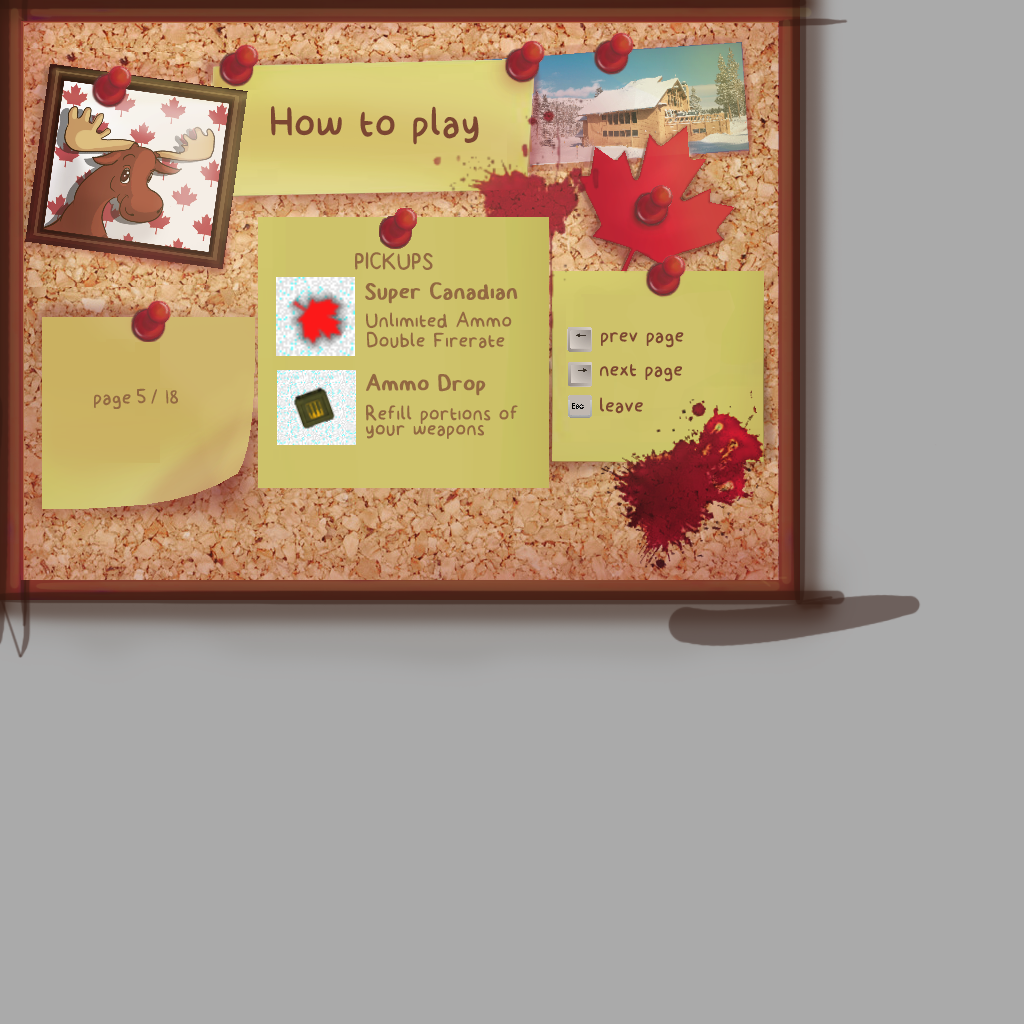 How to play
PICKUPS
Super Canadian
Unlimited Ammo
Double Firerate
Ammo Drop
Refill portions of
your weapons
prev page
next page
Esc leave
page 5 / 18